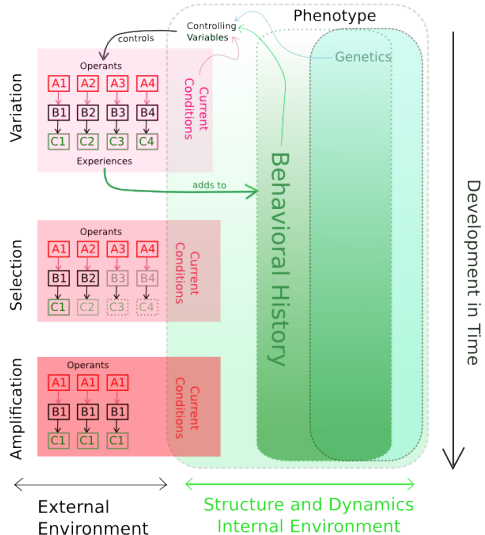 Phenotype
Controlling
Variables
controls
Genetics
Variation
Operants
A1 A2 A3 A4
B1 B2 B3 B4
C1 C2 C3 C4
Experiences
Current
Conditions
adds to
Behavioral History
Development in Time
Selection
Operants
A1 A2 A3 A4
B1 B2 B3 B4
C1 C2 C3 C4
Current
Conditions
Amplification
Operants
A1 A1 A1
B1 B1 B1
C1 C1 C1
Current
Conditions
External
Environment
Structure and Dynamics
Internal Environment